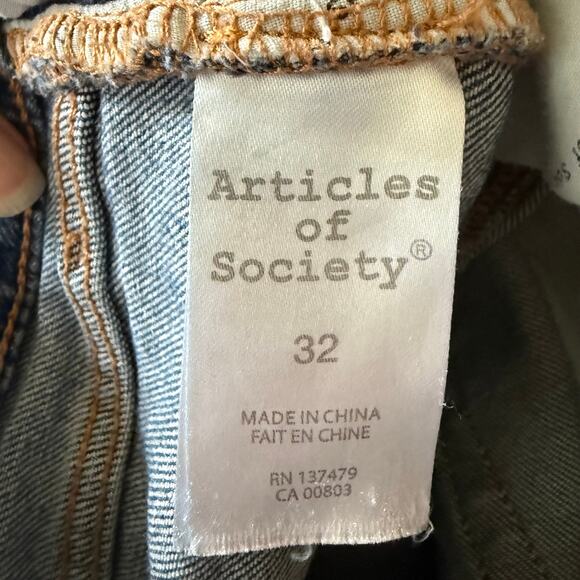 Articles
of
Society®
32
MADE IN CHINA
FAIT EN CHINE
RN 137479
CA 00803